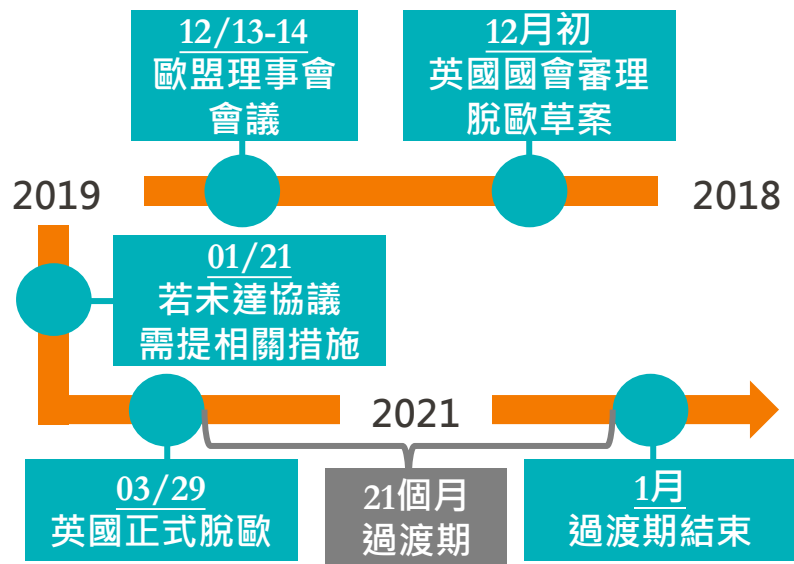 12/13-14
歐盟理事會
會議
12月初
英國國會審理
脫歐草案
2019
2018
01/21
若未達協議
需提相關措施
2021
03/29
英國正式脫歐
21個月
過渡期
1月
過渡期結束